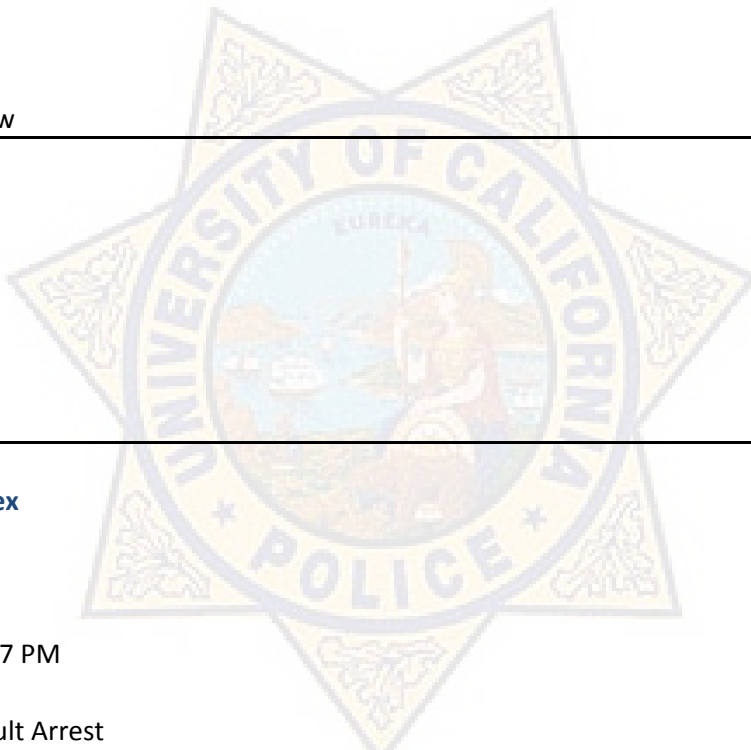 w
UNIVERSITY OF CALIFORNIA
EUREKA
ex
POLICE
7 PM
ult Arrest